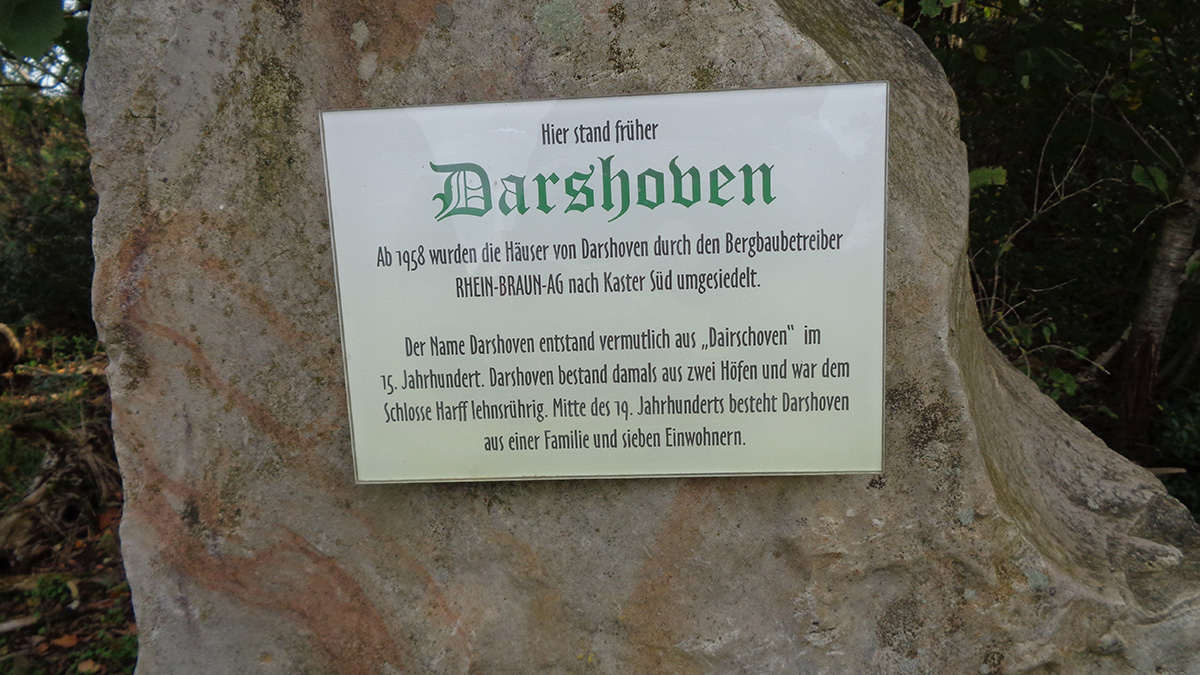 Hier stand früher
Darshoven
Ab 1958 wurden die Häuser von Darshoven durch den Bergbaubetreiber
RHEIN-BRAUN-AG nach Kaster Süd umgesiedelt.
Der Name Darshoven entstand vermutlich aus „Dairschoven“ im
15. Jahrhundert. Darshoven bestand damals aus zwei Höfen und war dem
Schlosse Harff lehnsrührig. Mitte des 19. Jahrhunderts besteht Darshoven
aus einer Familie und sieben Einwohnern.